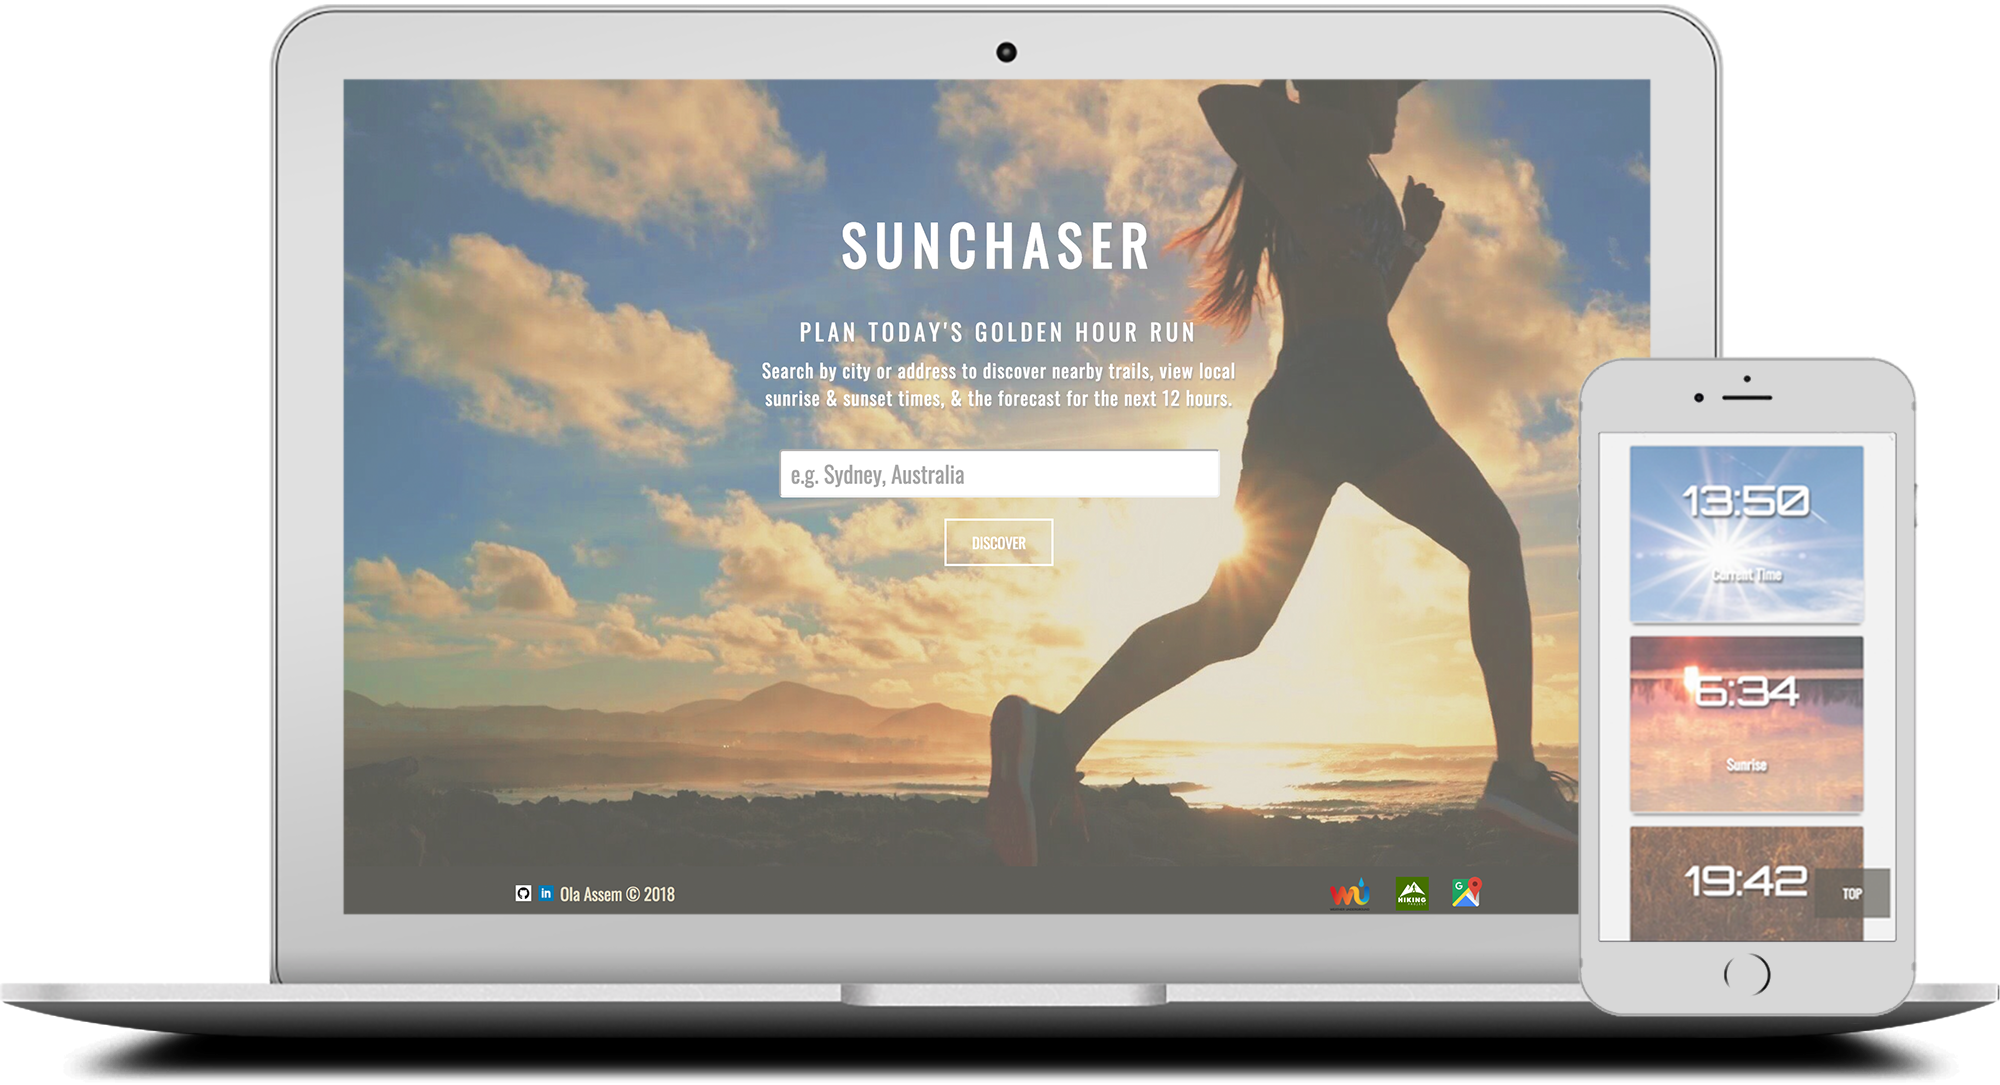 SUNCHASER
PLAN TODAY'S GOLDEN HOUR RUN
Search by city or address to discover nearby trails, view local
sunrise & sunset times, & the forecast for the next 12 hours.
e.g. Sydney, Australia
DISCOVER
in Ola Assem © 2018
WU
HIKING
PROJECT
G
13:50
Current Time
6:34
Sunrise
19:42
TOP